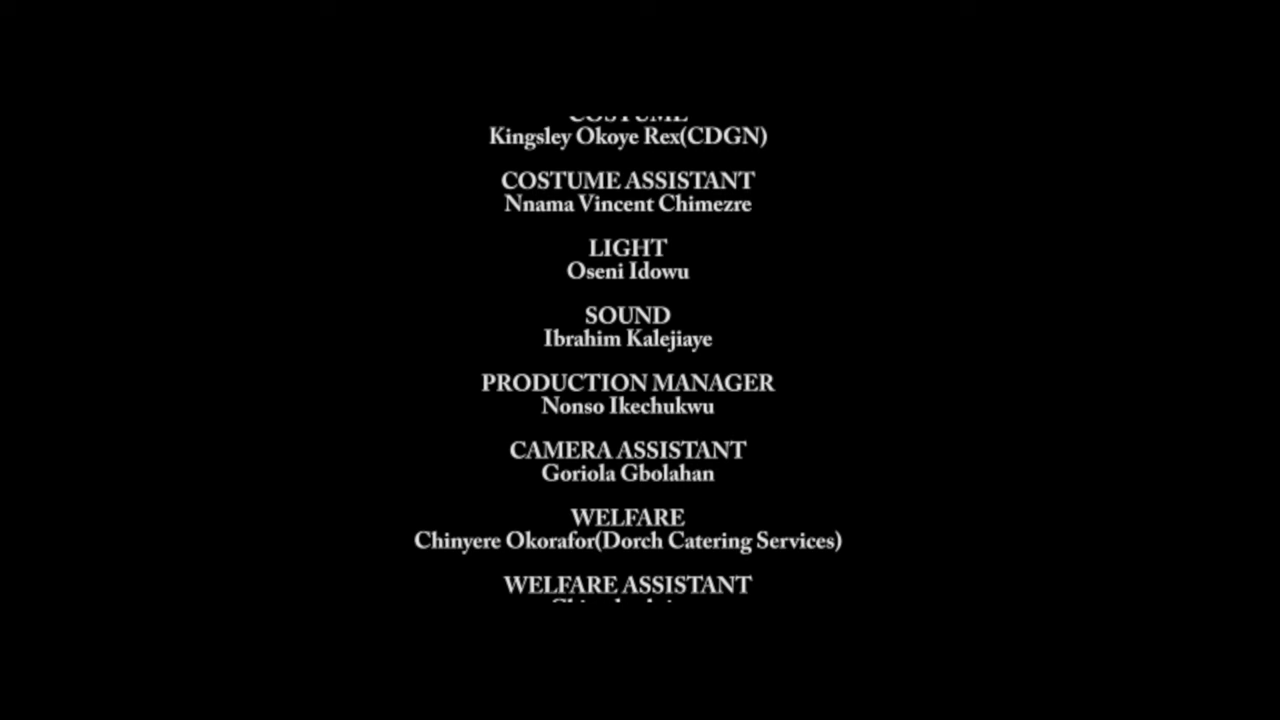 COSTUME
Kingsley Okoye Rex(CDGN)
COSTUME ASSISTANT
Nnama Vincent Chimezre
LIGHT
Oseni Idowu
SOUND
Ibrahim Kalejiaye
PRODUCTION MANAGER
Nonso Ikechukwu
CAMERA ASSISTANT
Goriola Gbolahan
WELFARE
Chinyere Okorafor(Dorch Catering Services)
WELFARE ASSISTANT